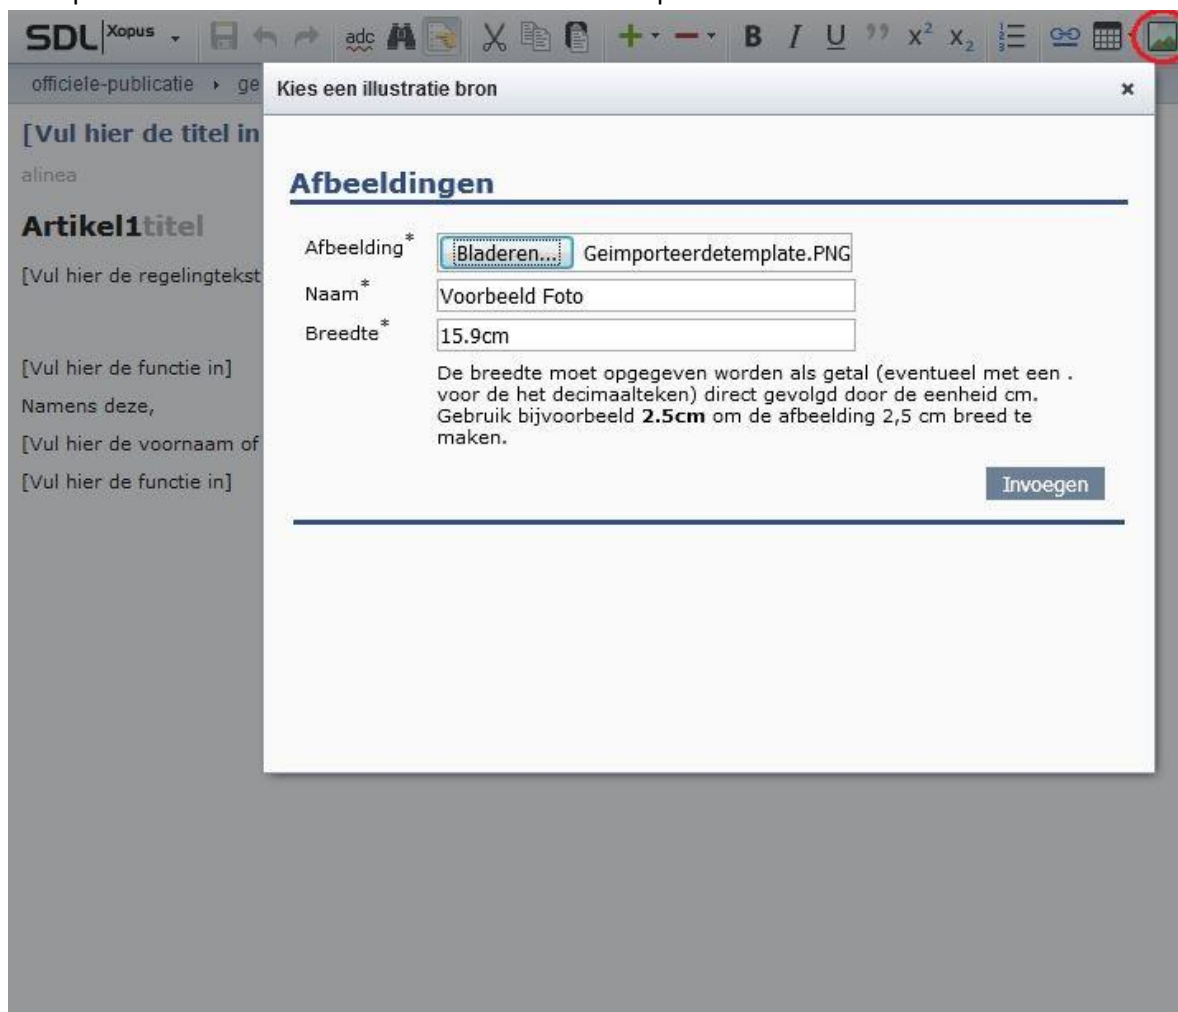 SDL Xopus
adc
B I U ” x² x₂
officiele-publicatie ▸ ge
Kies een illustratie bron ×
[Vul hier de titel in
alinea
Afbeeldingen
Artikel1titel
Afbeelding* Bladeren... Geimporteerdetemplate.PNG
[Vul hier de regelingtekst
Naam* Voorbeeld Foto
Breedte* 15.9cm
De breedte moet opgegeven worden als getal (eventueel met een .
voor de het decimaalteken) direct gevolgd door de eenheid cm.
Gebruik bijvoorbeeld 2.5cm om de afbeelding 2,5 cm breed te
maken.
[Vul hier de functie in]
Namens deze,
[Vul hier de voornaam of
[Vul hier de functie in]
Invoegen